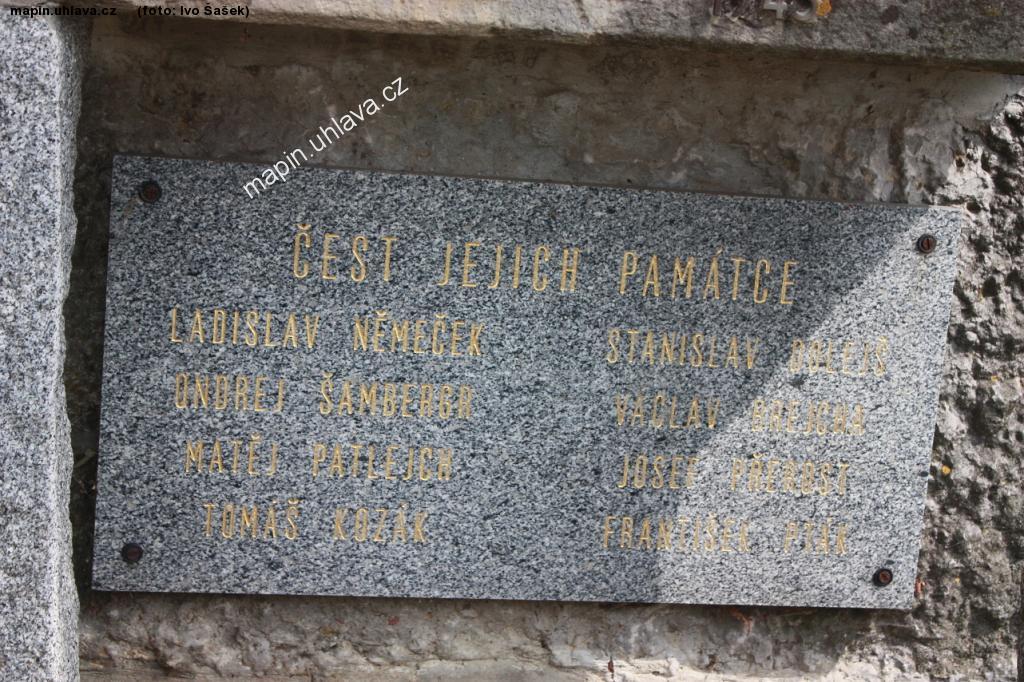 mapin.uhlava.cz (foto: Ivo Sašek)
mapin.uhlava.cz
ČEST JEJICH PAMÁTCE
LADISLAV NĚMEČEK
ONDREJ ŠAMBERGR
MATĚJ PATLEJCH
TOMÁŠ KOZÁK
STANISLAV DOLEJŠ
VÁCLAV BREJCHA
JOSEF PŘEROST
FRANTIŠEK PTÁK